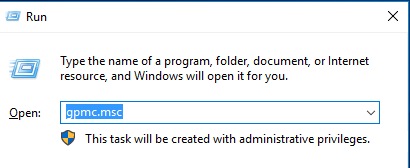 Run
Type the name of a program, folder, document, or Internet
resource, and Windows will open it for you.
Open: gpmc.msc
This task will be created with administrative privileges.